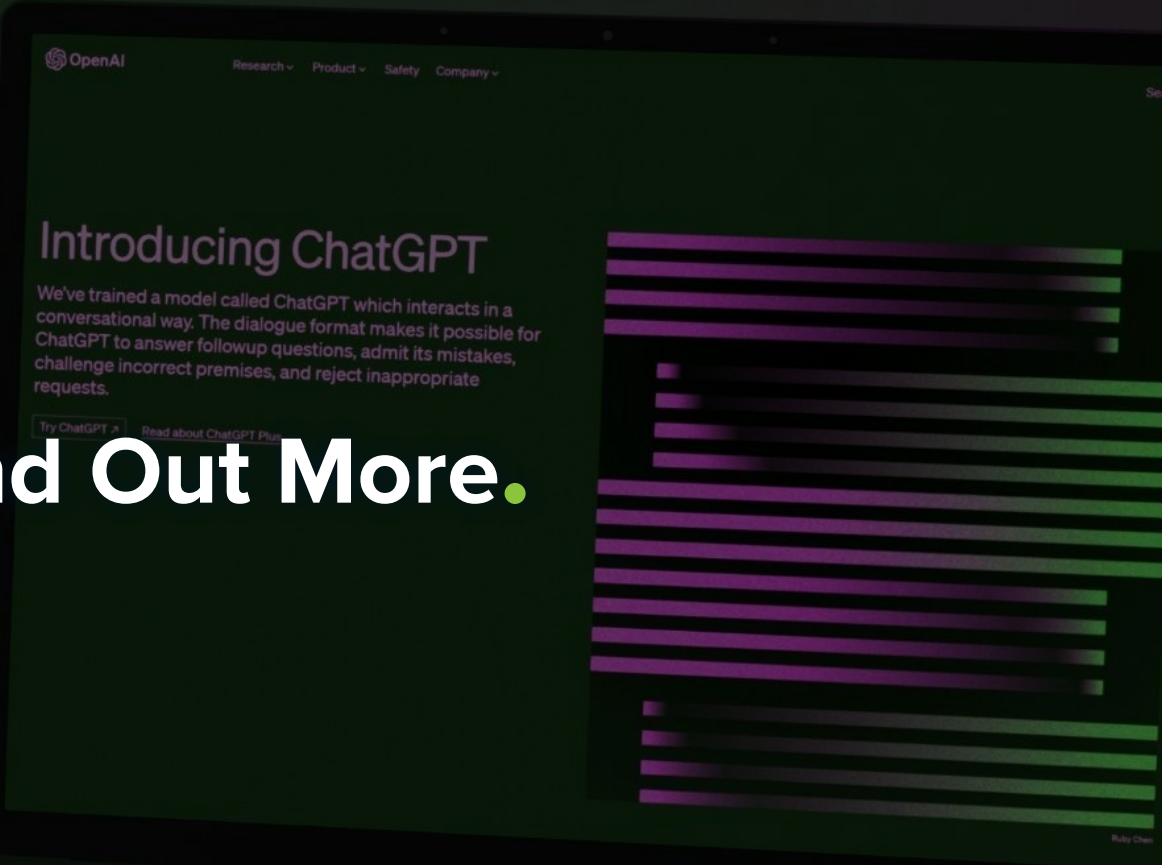 OpenAI
Research Product Safety Company
Introducing ChatGPT
We've trained a model called ChatGPT which interacts in a
conversational way. The dialogue format makes it possible for
ChatGPT to answer followup questions, admit its mistakes,
challenge incorrect premises, and reject inappropriate
requests.
Try ChatGPT ↗ Read about ChatGPT Plus
Out More.
Ruby Chen